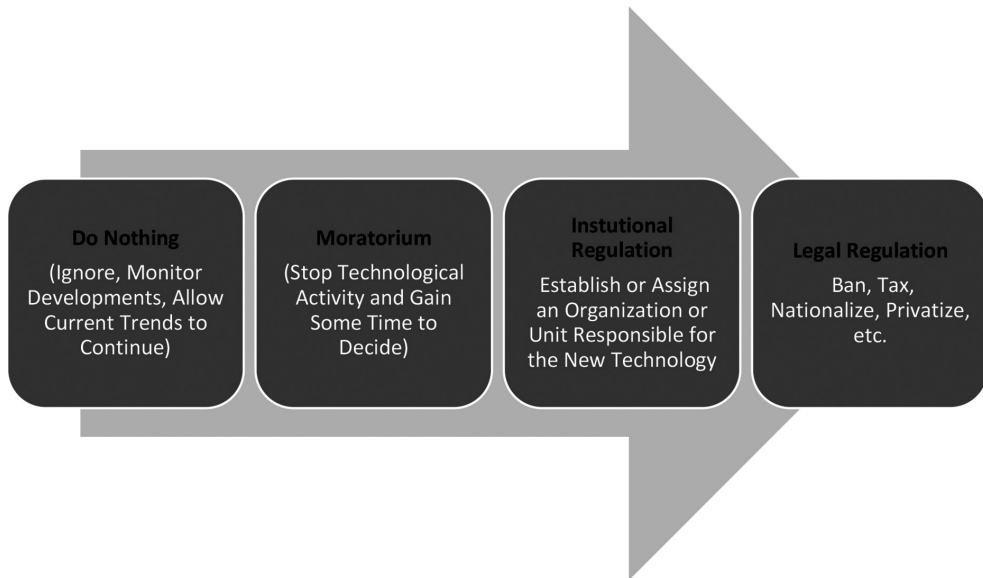 Do Nothing
(Ignore, Monitor
Developments, Allow
Current Trends to
Continue)
Moratorium
(Stop Technological
Activity and Gain
Some Time to
Decide)
Instutional
Regulation
Establish or Assign
an Organization or
Unit Responsible for
the New Technology
Legal Regulation
Ban, Tax,
Nationalize, Privatize,
etc.